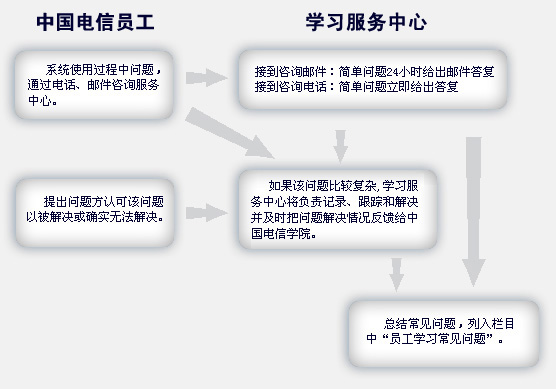 中国电信员工
学习服务中心
系统使用过程中问题，
通过电话、邮件咨询服务
中心。
接到咨询邮件：简单问题24小时给出邮件答复
接到咨询电话：简单问题立即给出答复
提出问题方认可该问题
以被解决或确实无法解决。
如果该问题比较复杂,学习服
务中心将负责记录、跟踪和解决
并及时把问题解决情况反馈给中
国电信学院。
总结常见问题，列入栏目
中“员工学习常见问题”。